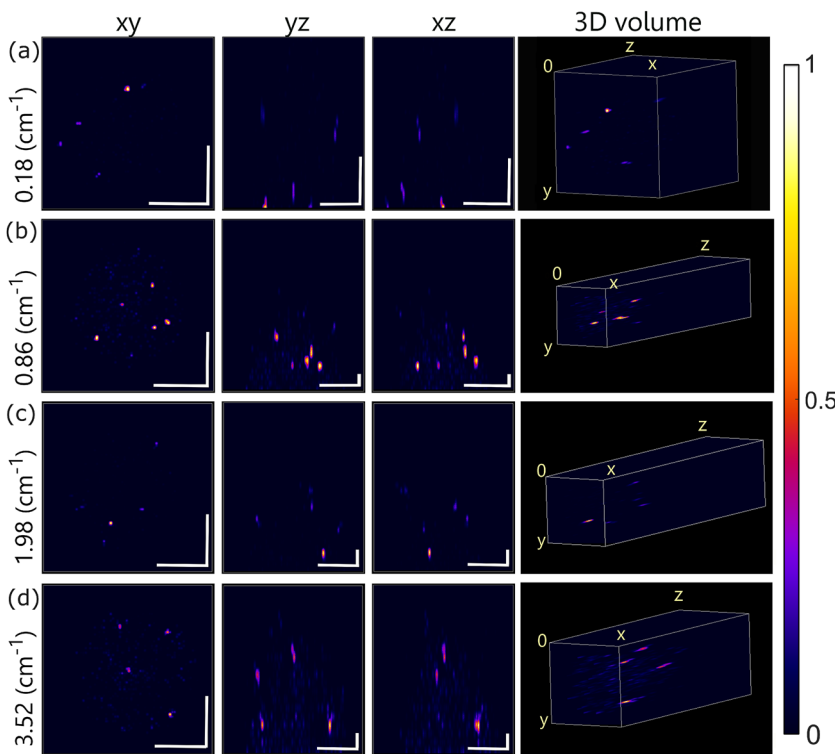 xy yz xz 3D volume
(a) 0.18 (cm⁻¹) 0 z x y
1
(b) 0.86 (cm⁻¹) 0 z x y
0.5
(c) 1.98 (cm⁻¹) 0 z x y
(d) 3.52 (cm⁻¹) 0 z x y
0